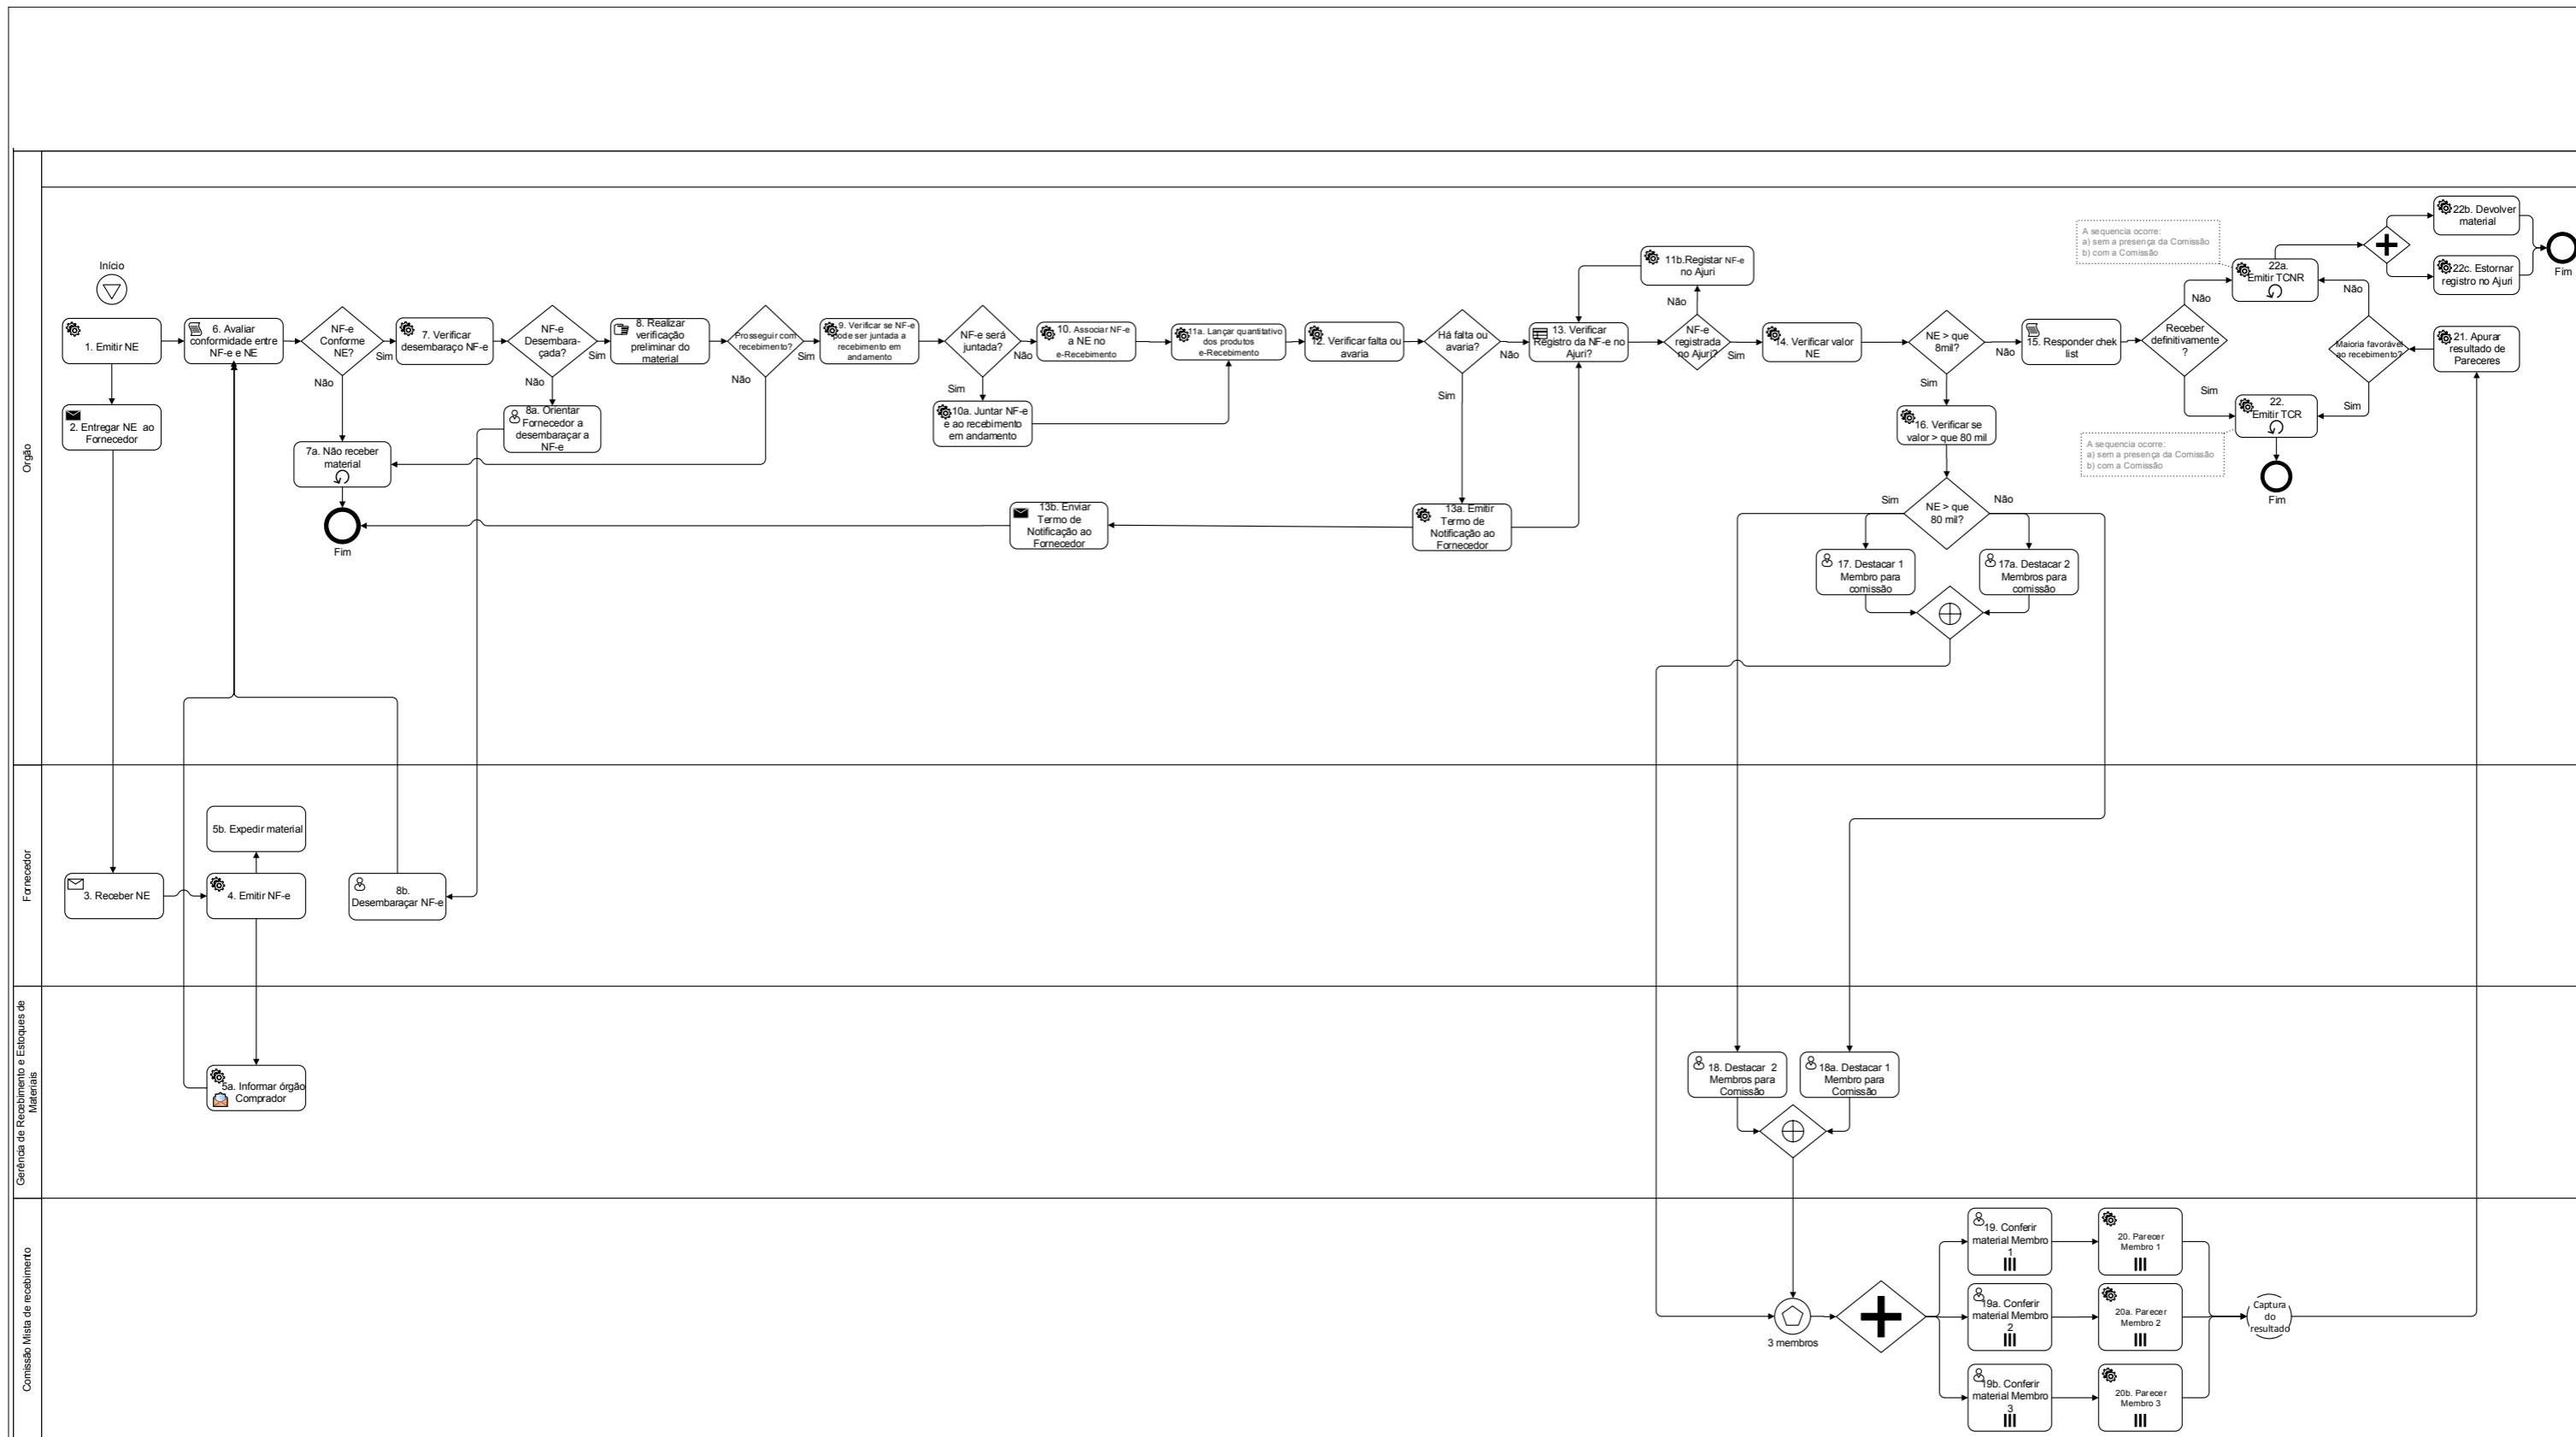 Orgão
Início
1. Emitir NE
2. Entregar NE ao
Fornecedor
6. Avaliar
conformidade entre
NF-e e NE
NF-e
Conforme
NE?
Sim
Não
7a. Não receber
material
Fim
7. Verificar
desembaraço NF-e
NF-e
Desembara-
çada?
Sim
Não
8a. Orientar
Fornecedor a
desembaraçar a
NF-e
8. Realizar
verificação
preliminar do
material
Prosseguir com
recebimento?
Sim
Não
9. Verificar se NF-e
pode ser juntada a
recebimento em
andamento
NF-e será
juntada?
Não
Sim
10. Associar NF-e
a NE no
e-Recebimento
10a. Juntar NF-e
e ao recebimento
em andamento
11a. Lançar quantitativo
dos produtos
e-Recebimento
12. Verificar falta ou
avaria
Há falta ou
avaria?
Não
Sim
13a. Emitir
Termo de
Notificação ao
Fornecedor
13b. Enviar
Termo de
Notificação ao
Fornecedor
13. Verificar
Registro da NF-e no
Ajuri?
11b.Registar NF-e
no Ajuri
Não
NF-e
registrada
no Ajuri?
Sim
14. Verificar valor
NE
NE > que
8mil?
Não
Sim
16. Verificar se
valor > que 80 mil
NE > que
80 mil?
Sim
Não
17. Destacar 1
Membro para
comissão
17a. Destacar 2
Membros para
comissão
15. Responder chek
list
Receber
definitivamente
?
Não
Sim
A sequencia ocorre:
a) sem a presença da Comissão
b) com a Comissão
22a.
Emitir TCNR
22.
Emitir TCR
A sequencia ocorre:
a) sem a presença da Comissão
b) com a Comissão
Fim
Maioria favorável
ao recebimento?
Não
Sim
21. Apurar
resultado de
Pareceres
22b. Devolver
material
22c. Estornar
registro no Ajuri
Fim
Fornecedor
3. Receber NE
4. Emitir NF-e
5b. Expedir material
8b.
Desembaraçar NF-e
Gerência de Recebimento e Estoques de
Materiais
5a. Informar órgão
Comprador
18. Destacar 2
Membros para
Comissão
18a. Destacar 1
Membro para
Comissão
Comissão Mista de recebimento
3 membros
19. Conferir
material Membro
1
19a. Conferir
material Membro
2
19b. Conferir
material Membro
3
20. Parecer
Membro 1
20a. Parecer
Membro 2
20b. Parecer
Membro 3
Captura
do
resultado